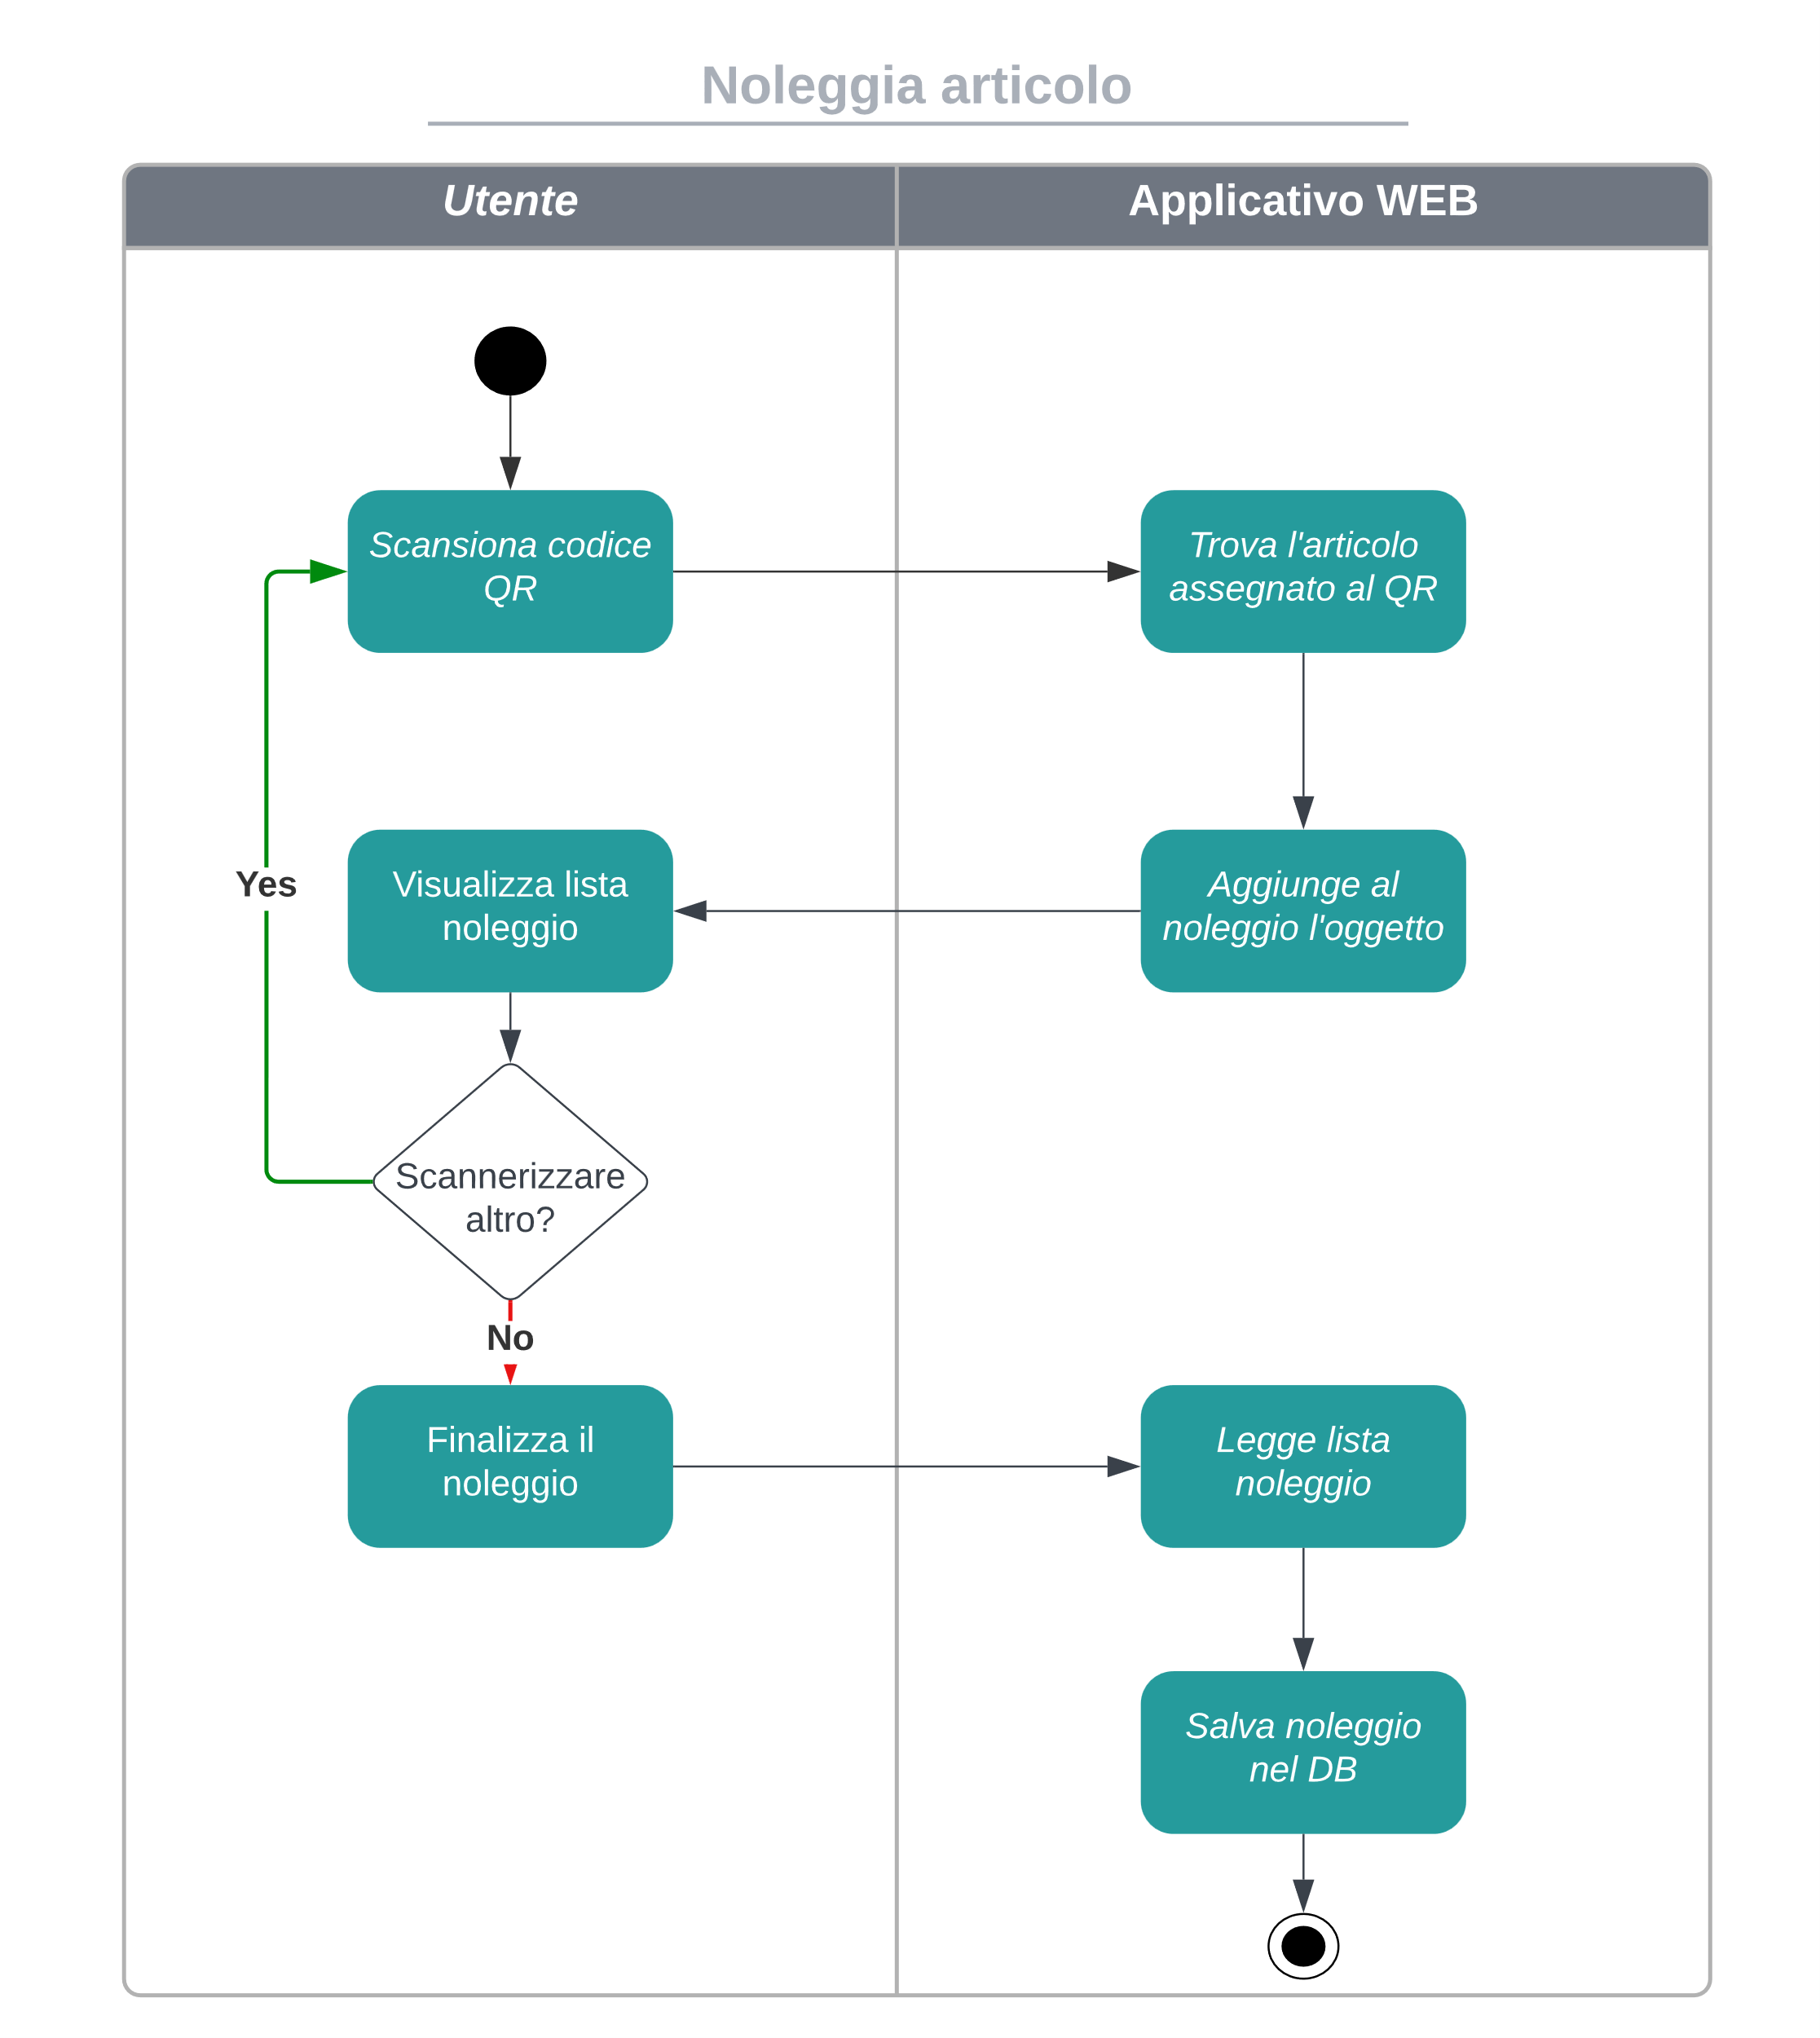 Noleggia articolo
Utente
Applicativo WEB
Scansiona codice
QR
Trova l'articolo
assegnato al QR
Yes
Visualizza lista
noleggio
Aggiunge al
noleggio l'oggetto
Scannerizzare
altro?
No
Finalizza il
noleggio
Legge lista
noleggio
Salva noleggio
nel DB